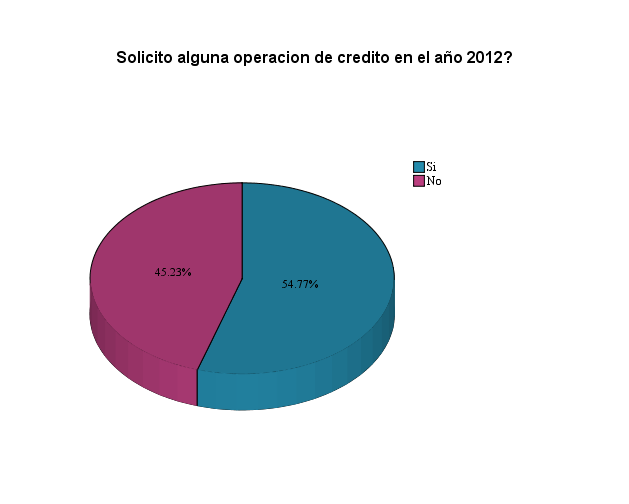 Solicito alguna operacion de credito en el año 2012?
Si
No
45.23%
54.77%